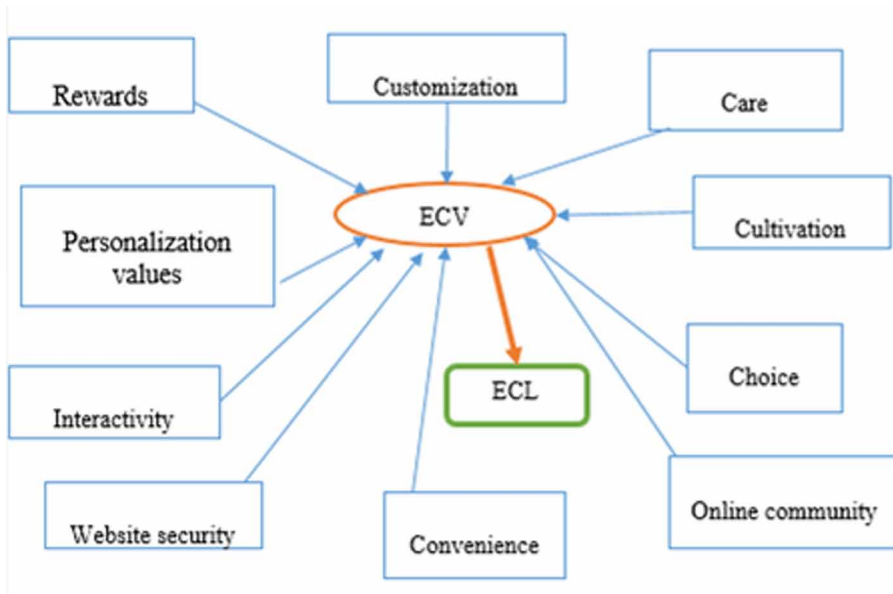 Rewards
Customization
Care
ECV
Cultivation
Personalization
values
ECL
Choice
Interactivity
Online community
Website security
Convenience